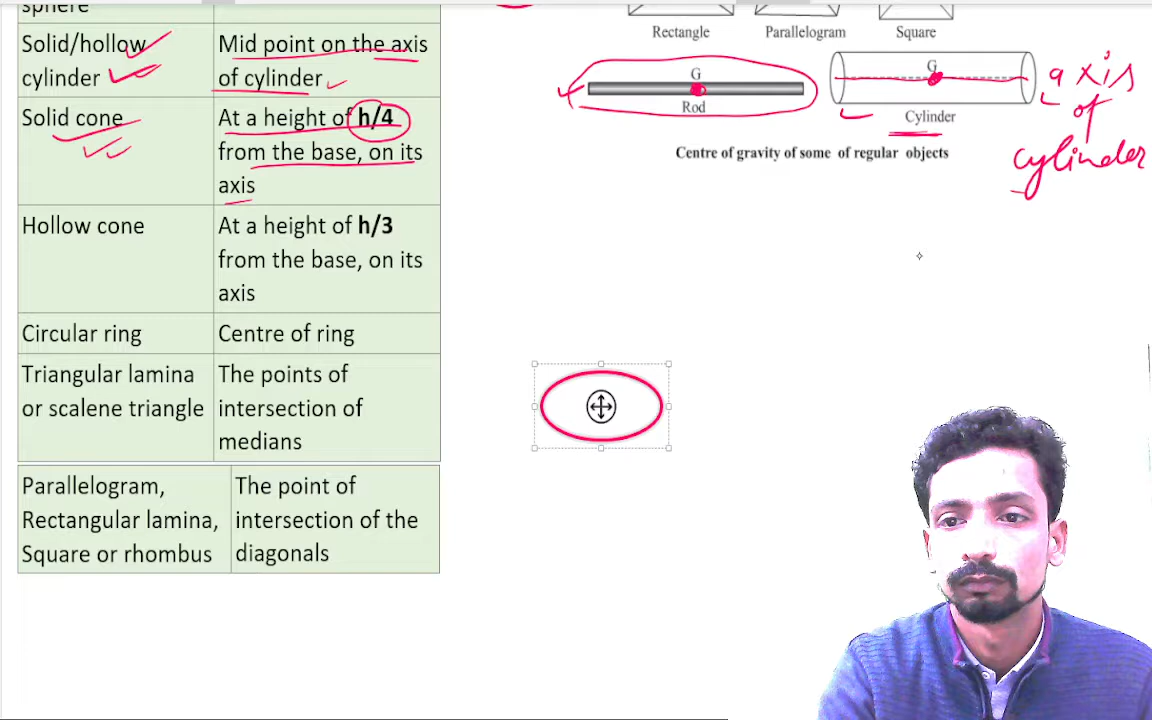 sphere
Solid/hollow
cylinder
Mid point on the axis
of cylinder
Solid cone
At a height of h/4
from the base, on its
axis
Hollow cone
At a height of h/3
from the base, on its
axis
Circular ring
Centre of ring
Triangular lamina
or scalene triangle
The points of
intersection of
medians
Parallelogram,
Rectangular lamina,
Square or rhombus
The point of
intersection of the
diagonals
Rectangle
Parallelogram
Square
G
Rod
G
Cylinder
Centre of gravity of some of regular objects
axis
of
cylinder